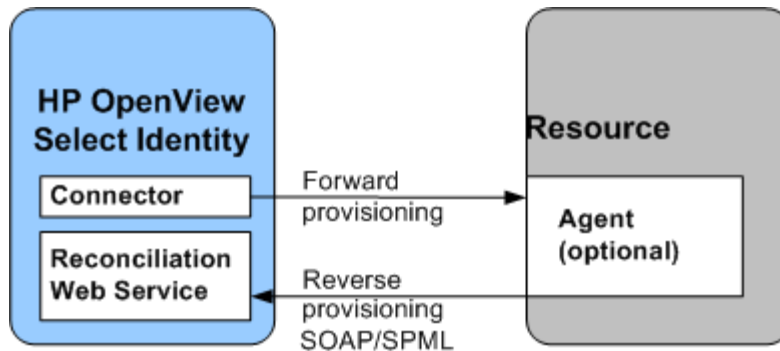 HP OpenView
Select Identity
Connector
Reconciliation
Web Service
Forward
provisioning
Reverse
provisioning
SOAP/SPML
Resource
Agent
(optional)